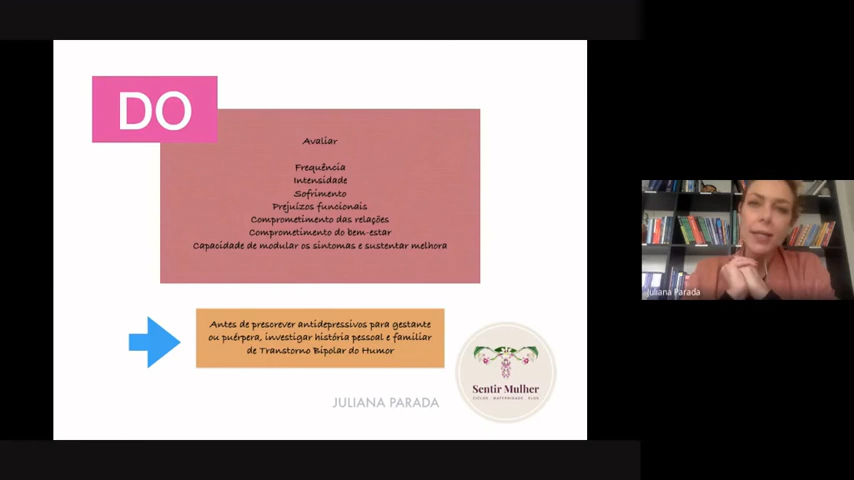 DO
Avaliar
Frequência
Intensidade
Sofrimento
Prejuízos funcionais
Comprometimento das relações
Comprometimento do bem-estar
Capacidade de modular os sintomas e sustentar melhora
Antes de prescrever antidepressivos para gestante
ou puérpera, investigar história pessoal e familiar
de Transtorno Bipolar do Humor
Sentir Mulher
CICLOS . MATERNIDADE .
JULIANA PARADA
Juliana Parada